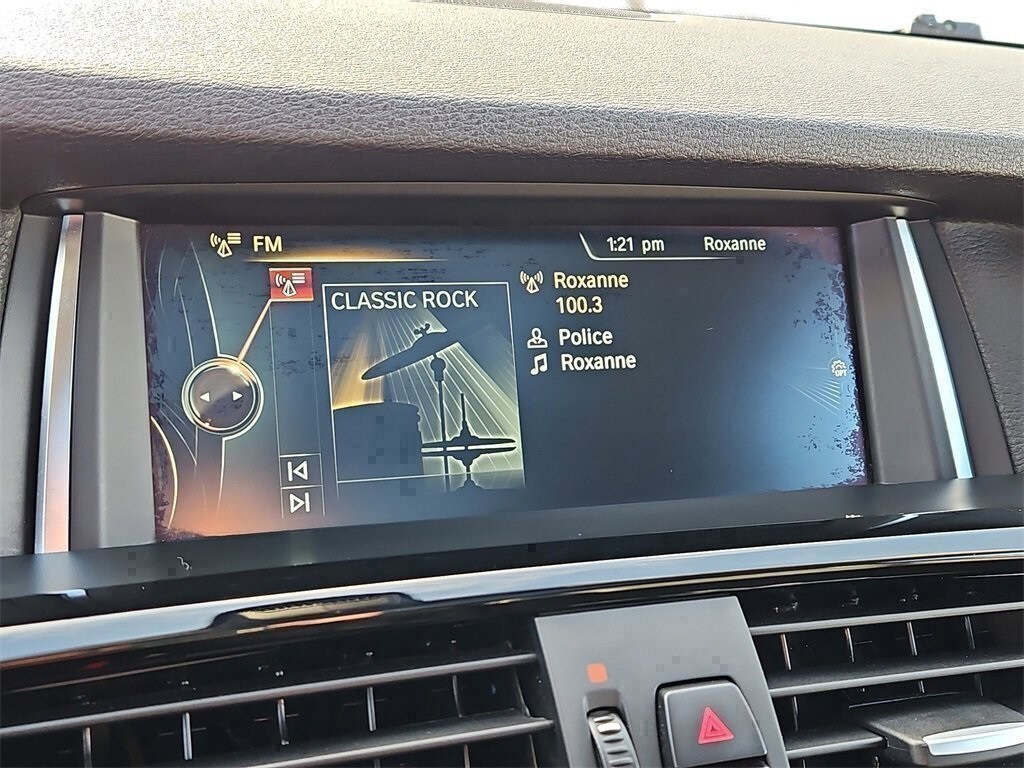 FM
1:21 pm
Roxanne
CLASSIC ROCK
Roxanne
100.3
Police
Roxanne